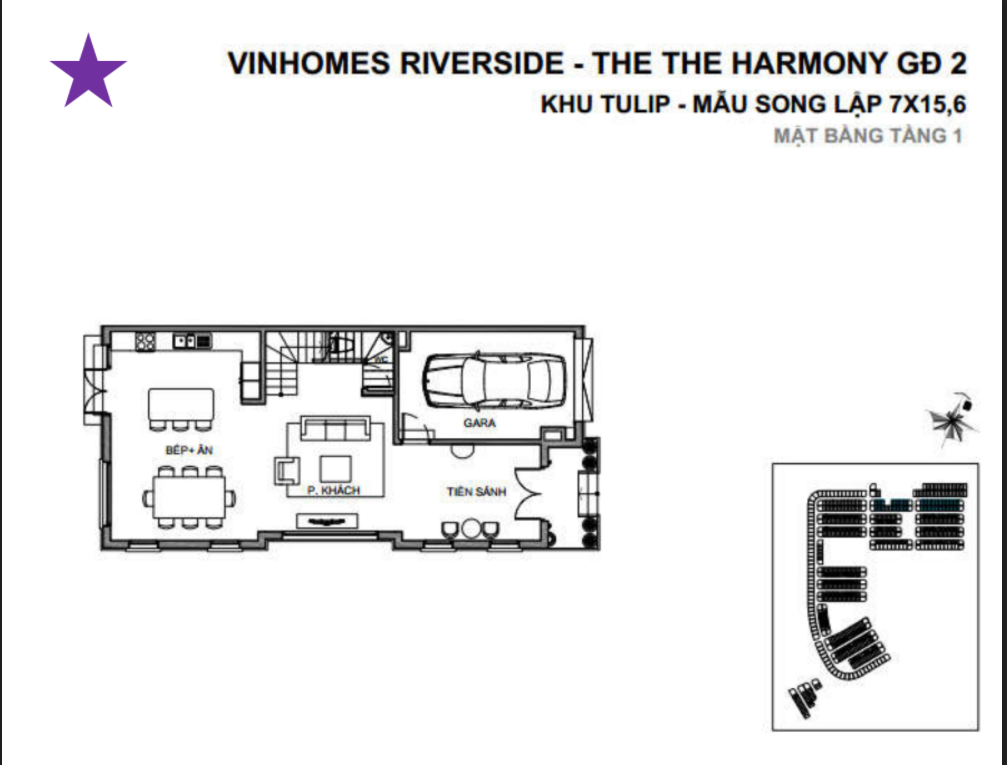 VINHOMES RIVERSIDE - THE THE HARMONY GĐ 2
KHU TULIP - MẪU SONG LẬP 7X15,6
MẶT BẰNG TẦNG 1
WC
GARA
BẾP+ ĂN
P. KHÁCH
TIỀN SẢNH